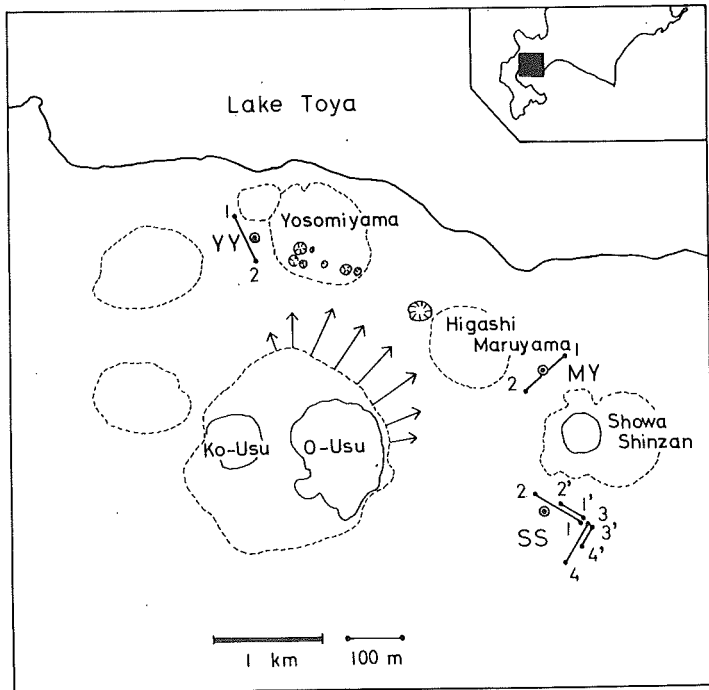 Lake Toya
1
Yosomiyama
YY
2
Higashi
Maruyama
1
2
MY
Showa
Shinzan
Ko-Usu
O-Usu
2
2'
1'
3
1
3'
SS
4'
4
1 km
100 m